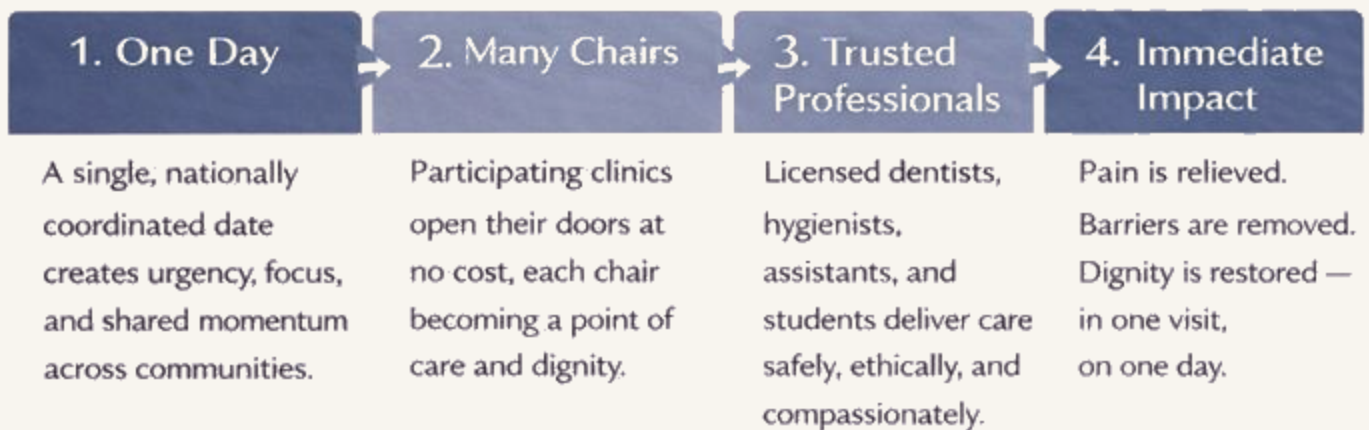 1. One Day
A single, nationally
coordinated date
creates urgency, focus,
and shared momentum
across communities.
2. Many Chairs
Participating clinics
open their doors at
no cost, each chair
becoming a point of
care and dignity.
3. Trusted
Professionals
Licensed dentists,
hygienists,
assistants, and
students deliver care
safely, ethically, and
compassionately.
4. Immediate
Impact
Pain is relieved.
Barriers are removed.
Dignity is restored —
in one visit,
on one day.